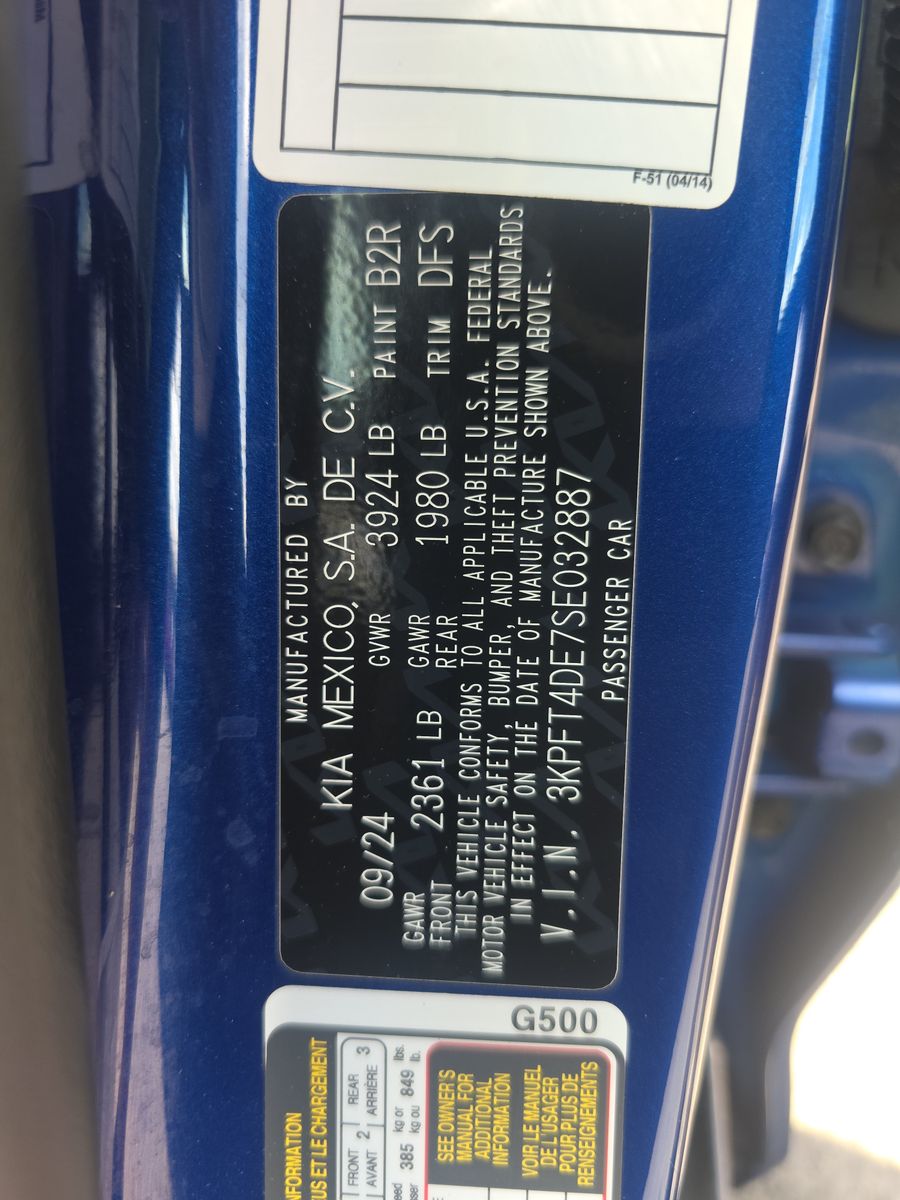 F-51 (04/14)
MANUFACTURED BY
KIA MEXICO, S.A. DE C.V.
09/24 GVWR 3924 LB PAINT B2R
GAWR FRONT 2361 LB GAWR REAR 1980 LB TRIM DFS
THIS VEHICLE CONFORMS TO ALL APPLICABLE U.S.A. FEDERAL
MOTOR VEHICLE SAFETY, BUMPER, AND THEFT PREVENTION STANDARDS
IN EFFECT ON THE DATE OF MANUFACTURE SHOWN ABOVE.
V.I.N. 3KPFT4DE7SE032887
PASSENGER CAR
G500
US ET LE CHARGEMENT
FRONT 2 REAR 3
AVANT ARRIÈRE
385 kg or 849 lbs.
kg ou lb.
SEE OWNER'S
MANUAL FOR
ADDITIONAL
INFORMATION
VOIR LE MANUEL
DE L'USAGER
POUR PLUS DE
RENSEIGNEMENTS